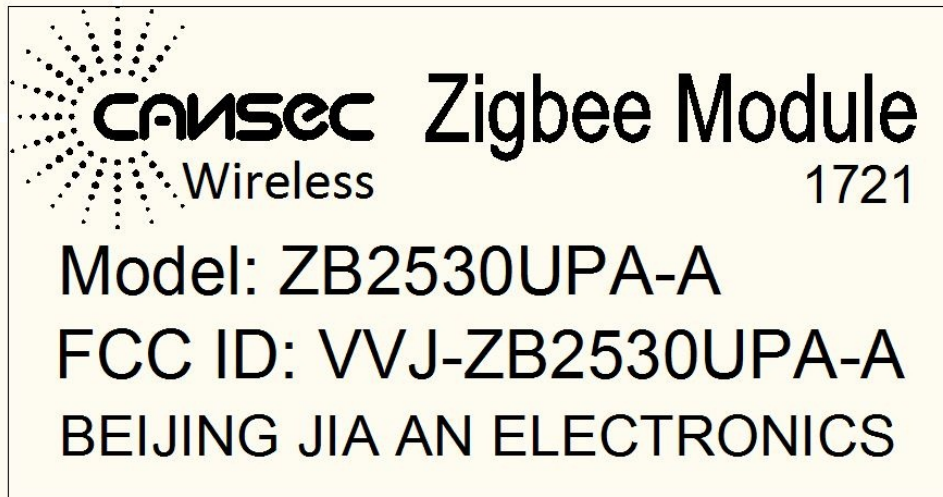 CANSEC Zigbee Module
Wireless 1721
Model: ZB2530UPA-A
FCC ID: VVJ-ZB2530UPA-A
BEIJING JIA AN ELECTRONICS